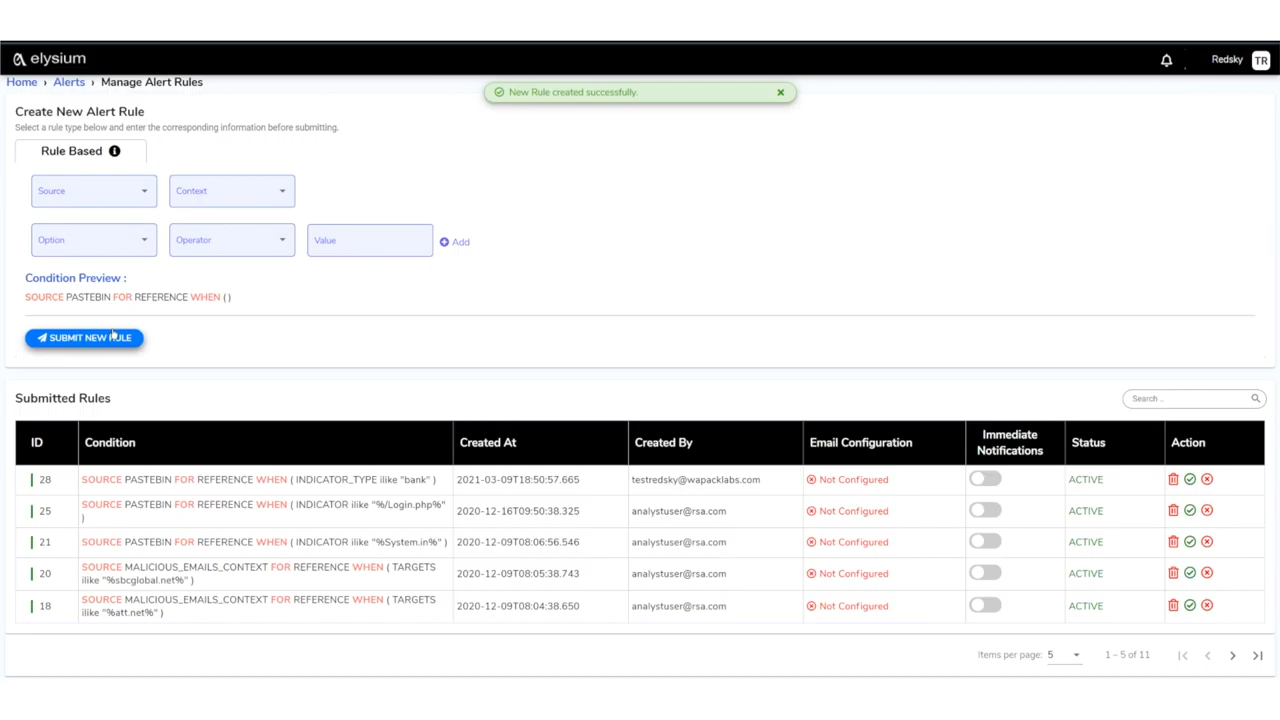 elysium
Redsky TR
Home › Alerts › Manage Alert Rules
New Rule created successfully.
Create New Alert Rule
Select a rule type below and enter the corresponding information before submitting.
Rule Based
Source Context
Option Operator Value Add
Condition Preview :
SOURCE PASTEBIN FOR REFERENCE WHEN ( )
SUBMIT NEW RULE
Submitted Rules
Search ..
ID Condition Created At Created By Email Configuration Immediate Notifications Status Action
28 SOURCE PASTEBIN FOR REFERENCE WHEN ( INDICATOR_TYPE ilike "bank" ) 2021-03-09T18:50:57.665 testredsky@wapacklabs.com Not Configured ACTIVE
25 SOURCE PASTEBIN FOR REFERENCE WHEN ( INDICATOR ilike "%/Login.php%" ) 2020-12-16T09:50:38.325 analystuser@rsa.com Not Configured ACTIVE
21 SOURCE PASTEBIN FOR REFERENCE WHEN ( INDICATOR ilike "%System.in%" ) 2020-12-09T08:06:56.546 analystuser@rsa.com Not Configured ACTIVE
20 SOURCE MALICIOUS_EMAILS_CONTEXT FOR REFERENCE WHEN ( TARGETS ilike "%sbcglobal.net%" ) 2020-12-09T08:05:38.743 analystuser@rsa.com Not Configured ACTIVE
18 SOURCE MALICIOUS_EMAILS_CONTEXT FOR REFERENCE WHEN ( TARGETS ilike "%att.net%" ) 2020-12-09T08:04:38.650 analystuser@rsa.com Not Configured ACTIVE
Items per page: 5 1 – 5 of 11